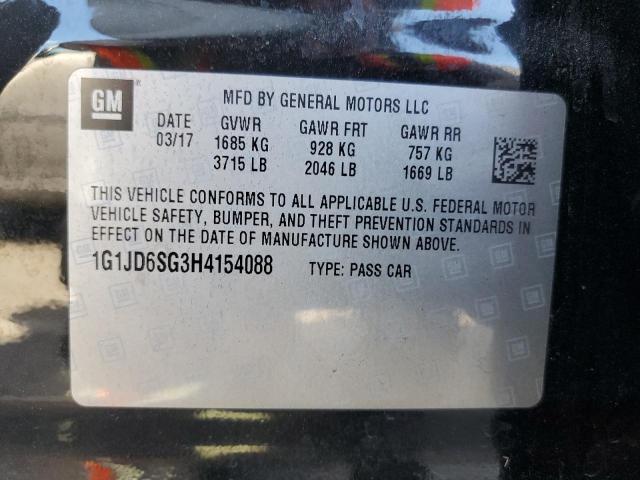 GM
MFD BY GENERAL MOTORS LLC
DATE GVWR GAWR FRT GAWR RR
03/17 1685 KG 928 KG 757 KG
3715 LB 2046 LB 1669 LB
THIS VEHICLE CONFORMS TO ALL APPLICABLE U.S. FEDERAL MOTOR
VEHICLE SAFETY, BUMPER, AND THEFT PREVENTION STANDARDS IN
EFFECT ON THE DATE OF MANUFACTURE SHOWN ABOVE.
1G1JD6SG3H4154088 TYPE: PASS CAR